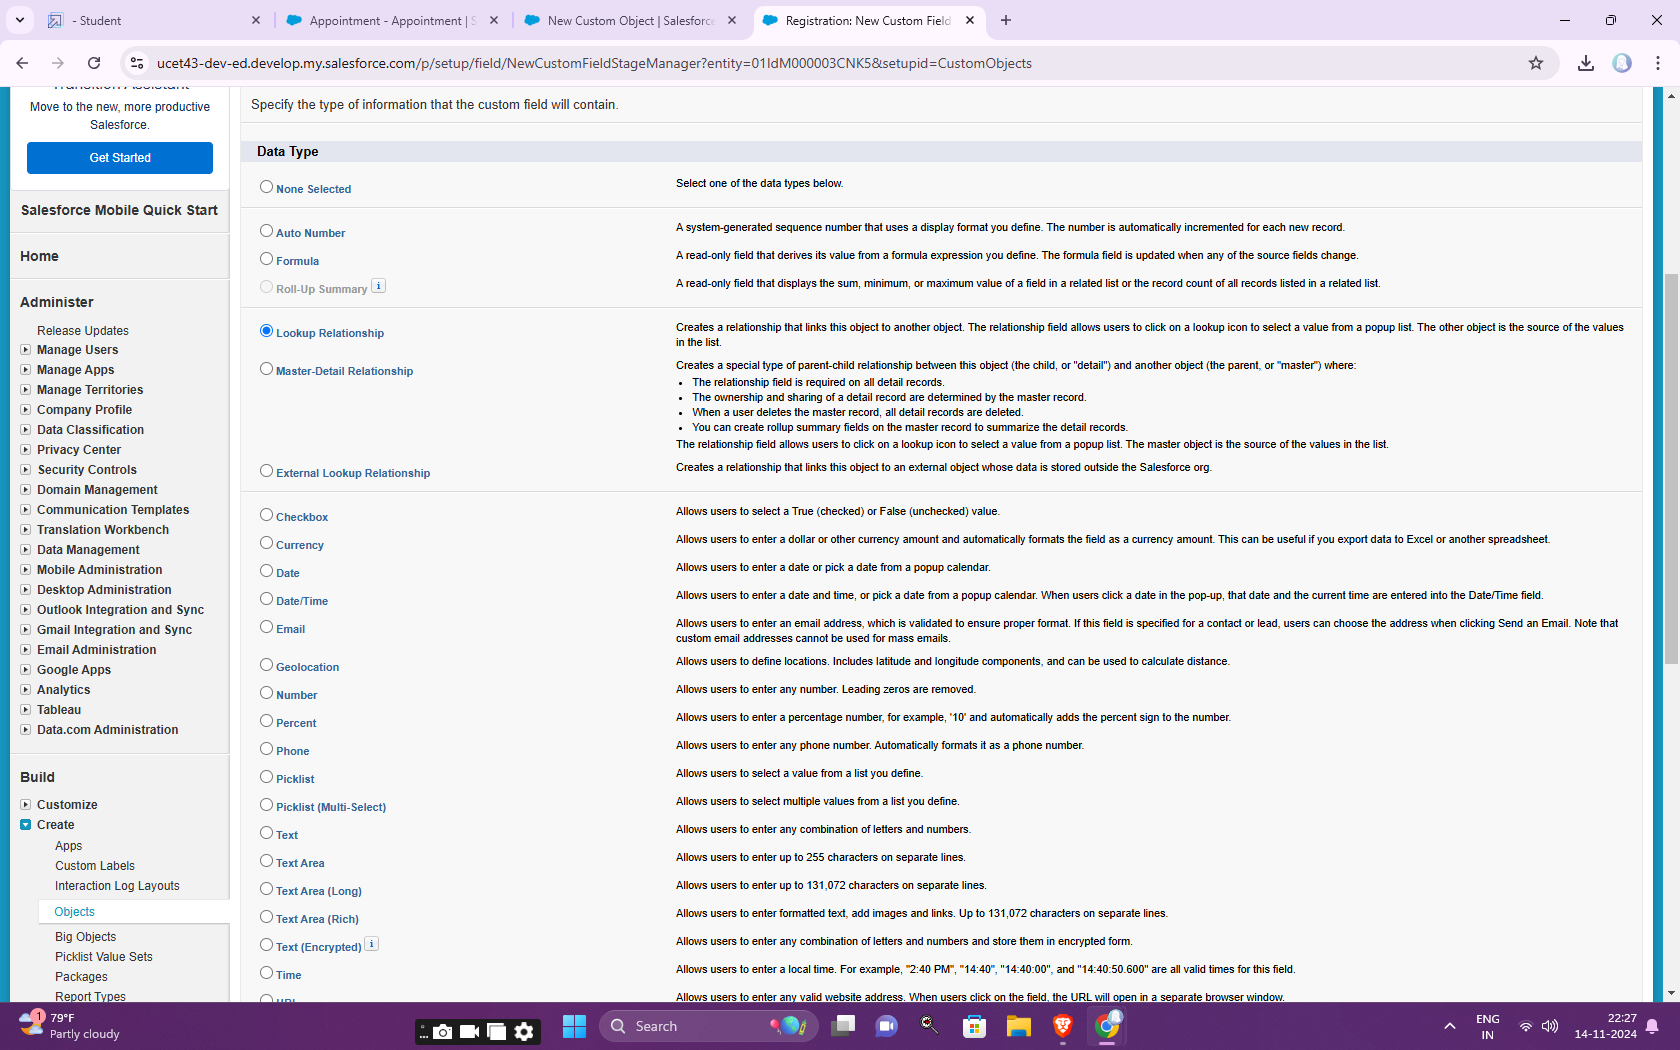 - Student
Appointment - Appointment | S
New Custom Object | Salesforce
Registration: New Custom Field
ucet43-dev-ed.develop.my.salesforce.com/p/setup/field/NewCustomFieldStageManager?entity=01IdM000003CNK5&setupid=CustomObjects
Transition Assistant
Move to the new, more productive
Salesforce.
Get Started
Salesforce Mobile Quick Start
Home
Administer
Release Updates
Manage Users
Manage Apps
Manage Territories
Company Profile
Data Classification
Privacy Center
Security Controls
Domain Management
Communication Templates
Translation Workbench
Data Management
Mobile Administration
Desktop Administration
Outlook Integration and Sync
Gmail Integration and Sync
Email Administration
Google Apps
Analytics
Tableau
Data.com Administration
Build
Customize
Create
Apps
Custom Labels
Interaction Log Layouts
Objects
Big Objects
Picklist Value Sets
Packages
Report Types
Specify the type of information that the custom field will contain.
Data Type
None Selected
Select one of the data types below.
Auto Number
A system-generated sequence number that uses a display format you define. The number is automatically incremented for each new record.
Formula
A read-only field that derives its value from a formula expression you define. The formula field is updated when any of the source fields change.
Roll-Up Summary i
A read-only field that displays the sum, minimum, or maximum value of a field in a related list or the record count of all records listed in a related list.
Lookup Relationship
Creates a relationship that links this object to another object. The relationship field allows users to click on a lookup icon to select a value from a popup list. The other object is the source of the values
in the list.
Master-Detail Relationship
Creates a special type of parent-child relationship between this object (the child, or "detail") and another object (the parent, or "master") where:
• The relationship field is required on all detail records.
• The ownership and sharing of a detail record are determined by the master record.
• When a user deletes the master record, all detail records are deleted.
• You can create rollup summary fields on the master record to summarize the detail records.
The relationship field allows users to click on a lookup icon to select a value from a popup list. The master object is the source of the values in the list.
External Lookup Relationship
Creates a relationship that links this object to an external object whose data is stored outside the Salesforce org.
Checkbox
Allows users to select a True (checked) or False (unchecked) value.
Currency
Allows users to enter a dollar or other currency amount and automatically formats the field as a currency amount. This can be useful if you export data to Excel or another spreadsheet.
Date
Allows users to enter a date or pick a date from a popup calendar.
Date/Time
Allows users to enter a date and time, or pick a date from a popup calendar. When users click a date in the pop-up, that date and the current time are entered into the Date/Time field.
Email
Allows users to enter an email address, which is validated to ensure proper format. If this field is specified for a contact or lead, users can choose the address when clicking Send an Email. Note that
custom email addresses cannot be used for mass emails.
Geolocation
Allows users to define locations. Includes latitude and longitude components, and can be used to calculate distance.
Number
Allows users to enter any number. Leading zeros are removed.
Percent
Allows users to enter a percentage number, for example, '10' and automatically adds the percent sign to the number.
Phone
Allows users to enter any phone number. Automatically formats it as a phone number.
Picklist
Allows users to select a value from a list you define.
Picklist (Multi-Select)
Allows users to select multiple values from a list you define.
Text
Allows users to enter any combination of letters and numbers.
Text Area
Allows users to enter up to 255 characters on separate lines.
Text Area (Long)
Allows users to enter up to 131,072 characters on separate lines.
Text Area (Rich)
Allows users to enter formatted text, add images and links. Up to 131,072 characters on separate lines.
Text (Encrypted) i
Allows users to enter any combination of letters and numbers and store them in encrypted form.
Time
Allows users to enter a local time. For example, "2:40 PM", "14:40", "14:40:00", and "14:40:50.600" are all valid times for this field.
URL
Allows users to enter any valid website address. When users click on the field, the URL will open in a separate browser window.
1
79°F
Partly cloudy
Search
ENG
IN
22:27
14-11-2024